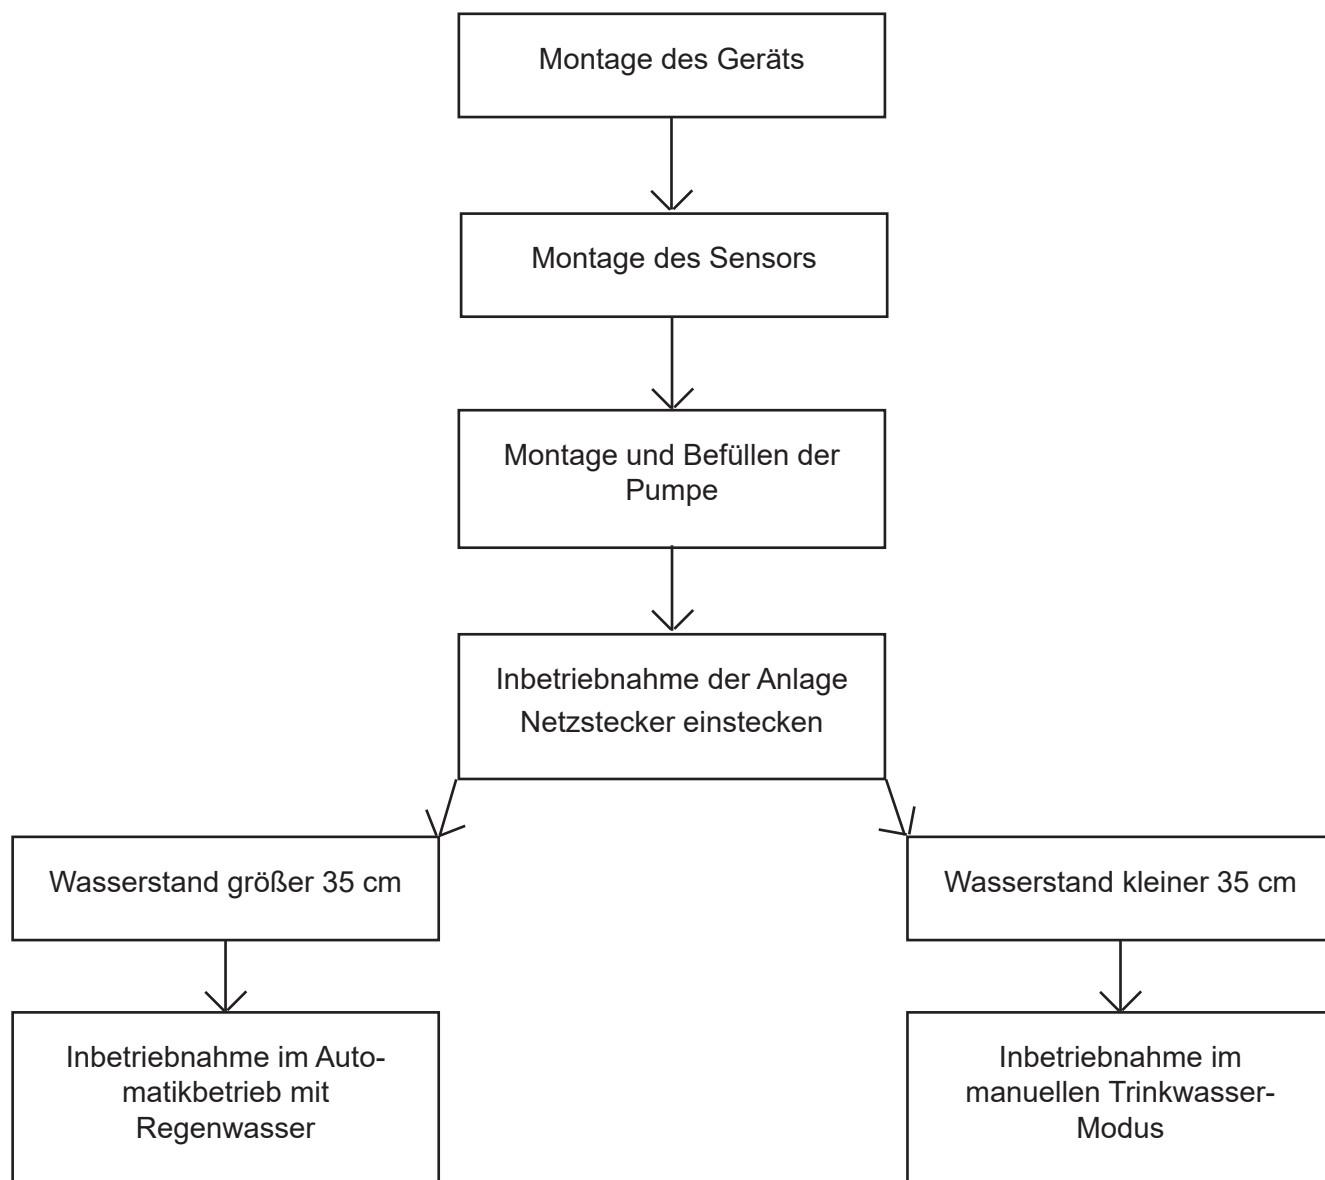 Montage des Geräts
Montage des Sensors
Montage und Befüllen der
Pumpe
Inbetriebnahme der Anlage
Netzstecker einstecken
Wasserstand größer 35 cm
Wasserstand kleiner 35 cm
Inbetriebnahme im Auto-
matikbetrieb mit
Regenwasser
Inbetriebnahme im
manuellen Trinkwasser-
Modus